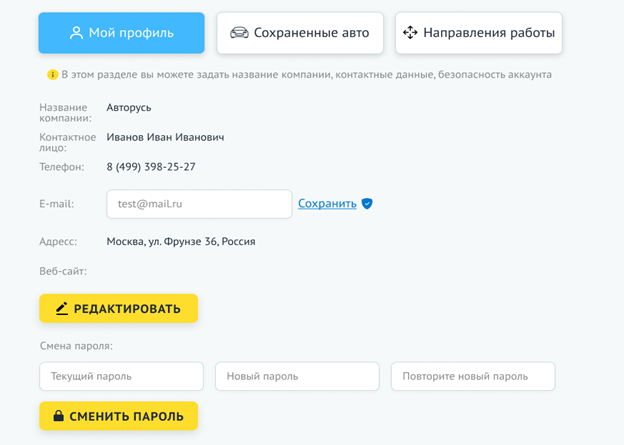 Мой профиль Сохраненные авто Направления работы
В этом разделе вы можете задать название компании, контактные данные, безопасность аккаунта
Название компании: Авторусь
Контактное лицо: Иванов Иван Иванович
Телефон: 8 (499) 398-25-27
E-mail: test@mail.ru Сохранить
Адресс: Москва, ул. Фрунзе 36, Россия
Веб-сайт:
РЕДАКТИРОВАТЬ
Смена пароля:
Текущий пароль Новый пароль Повторите новый пароль
СМЕНИТЬ ПАРОЛЬ